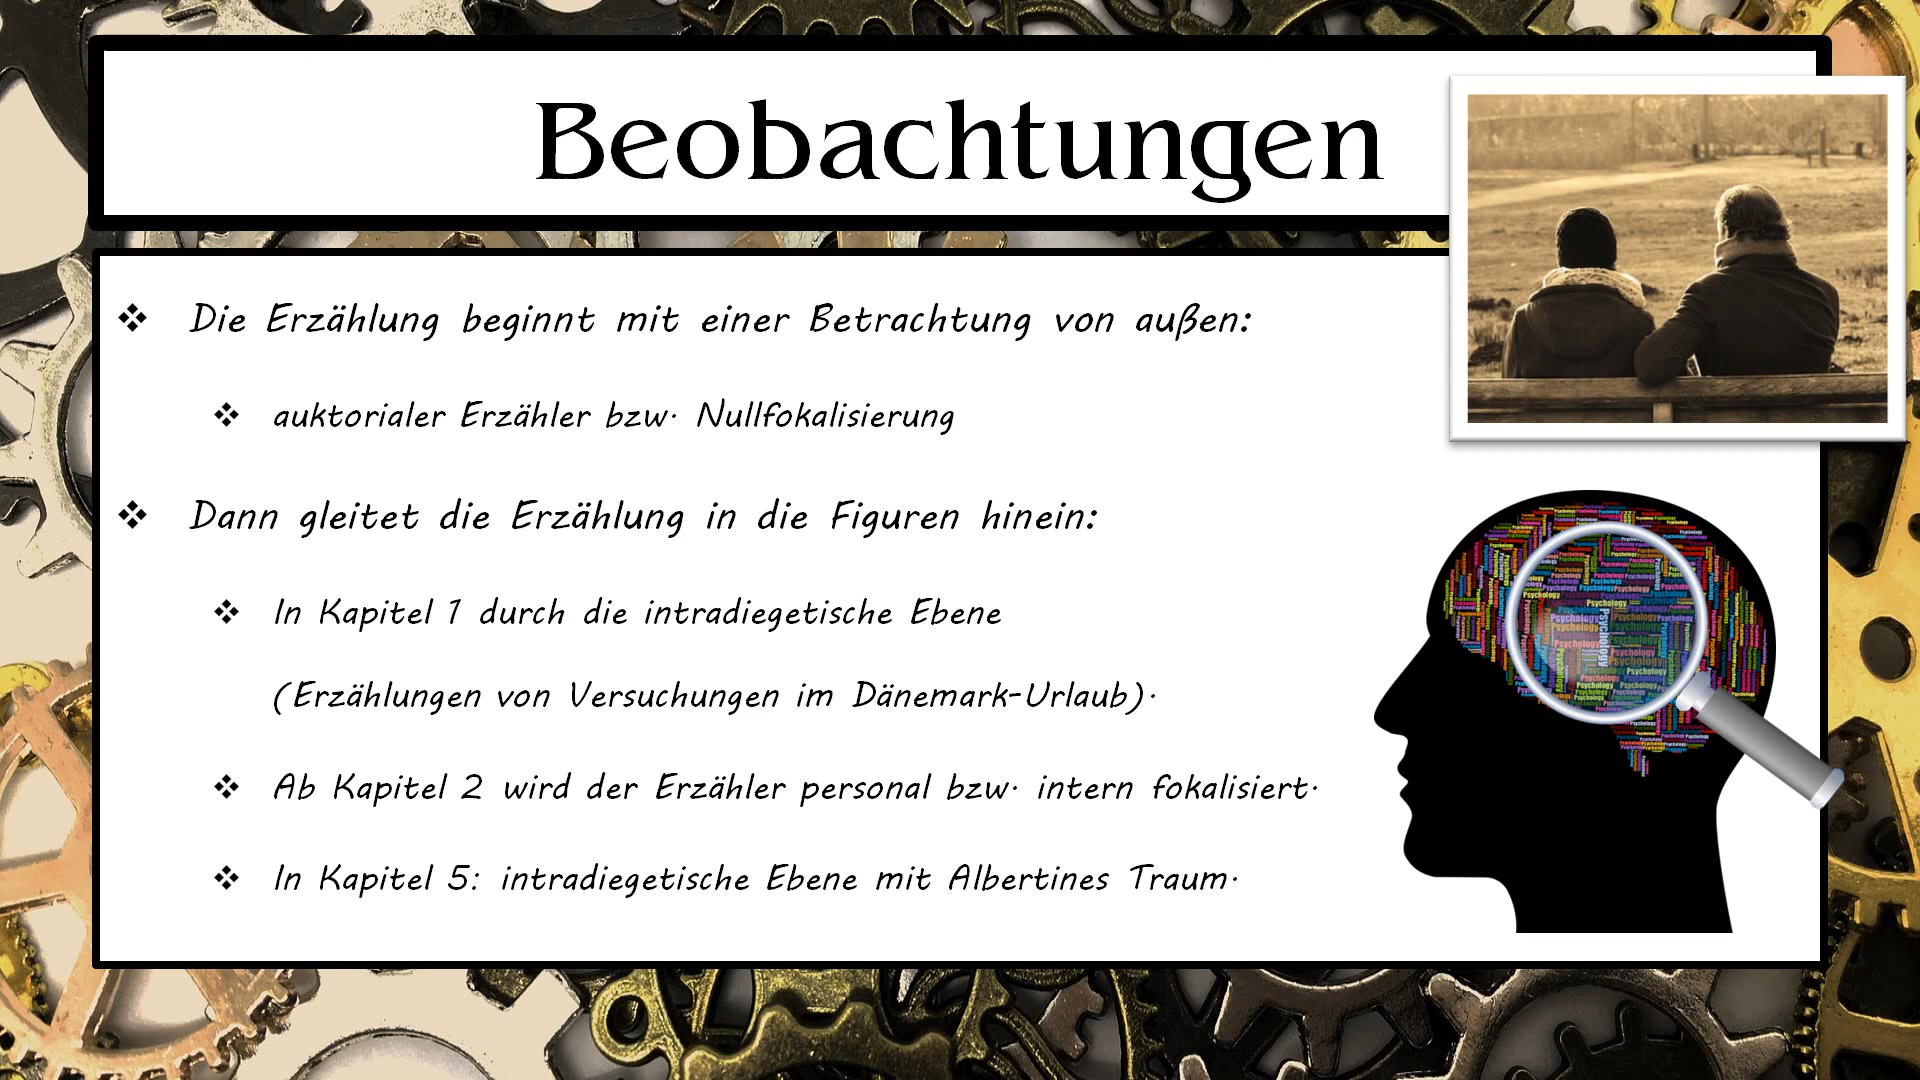 Beobachtungen
Die Erzählung beginnt mit einer Betrachtung von außen:
auktorialer Erzähler bzw. Nullfokalisierung
Dann gleitet die Erzählung in die Figuren hinein:
In Kapitel 1 durch die intradiegetische Ebene
(Erzählungen von Versuchungen im Dänemark-Urlaub).
Ab Kapitel 2 wird der Erzähler personal bzw. intern fokalisiert.
In Kapitel 5: intradiegetische Ebene mit Albertines Traum.
Psychology